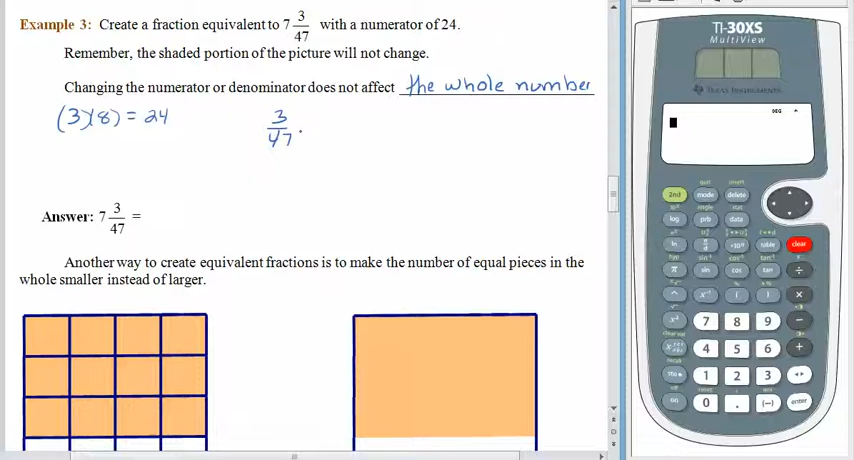 Example 3: Create a fraction equivalent to 7 3/47 with a numerator of 24.
Remember, the shaded portion of the picture will not change.
Changing the numerator or denominator does not affect the whole number
(3)(8) = 24
3/47 ·
Answer: 7 3/47 =
Another way to create equivalent fractions is to make the number of equal pieces in the
whole smaller instead of larger.
TI-30XS
MultiView
TEXAS INSTRUMENTS
DEG
quit insert
2nd mode delete
log prb data
ln n/d ×10ⁿ table clear
π sin cos tan ÷
^ x⁻¹ ( ) ×
x² 7 8 9 −
4 5 6 +
sto 1 2 3
on 0 . (−) enter